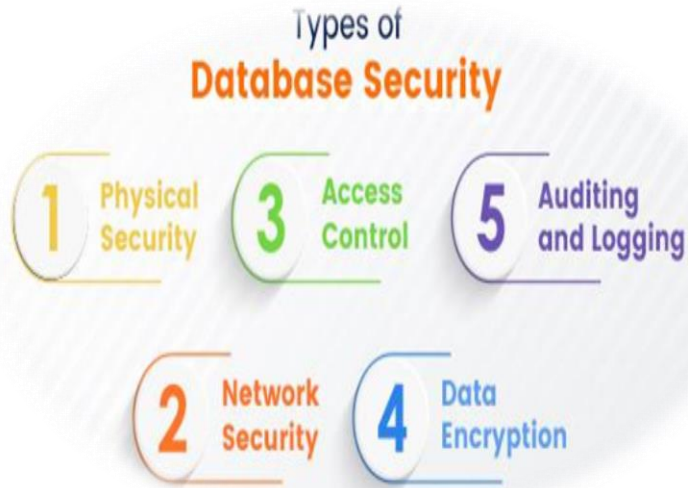 Types of
Database Security
1
Physical
Security
2
Network
Security
3
Access
Control
4
Data
Encryption
5
Auditing
and Logging